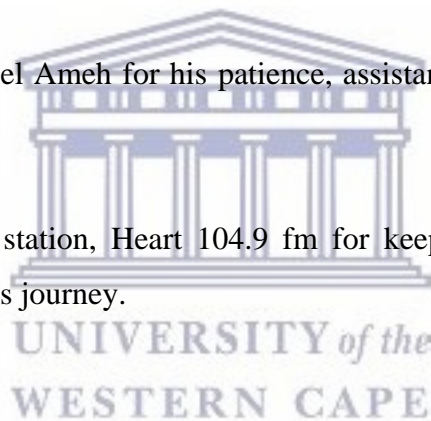 el Ameh for his patience, assistan
station, Heart 104.9 fm for keep
s journey.
UNIVERSITY of the
WESTERN CAPE